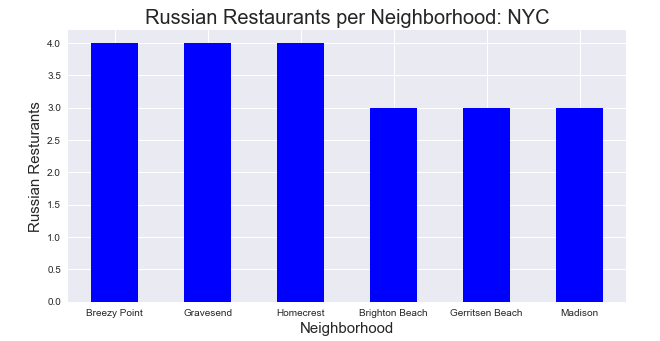 Russian Restaurants per Neighborhood: NYC
Russian Resturants
4.0
3.5
3.0
2.5
2.0
1.5
1.0
0.5
0.0
Breezy Point Gravesend Homecrest Brighton Beach Gerritsen Beach Madison
Neighborhood